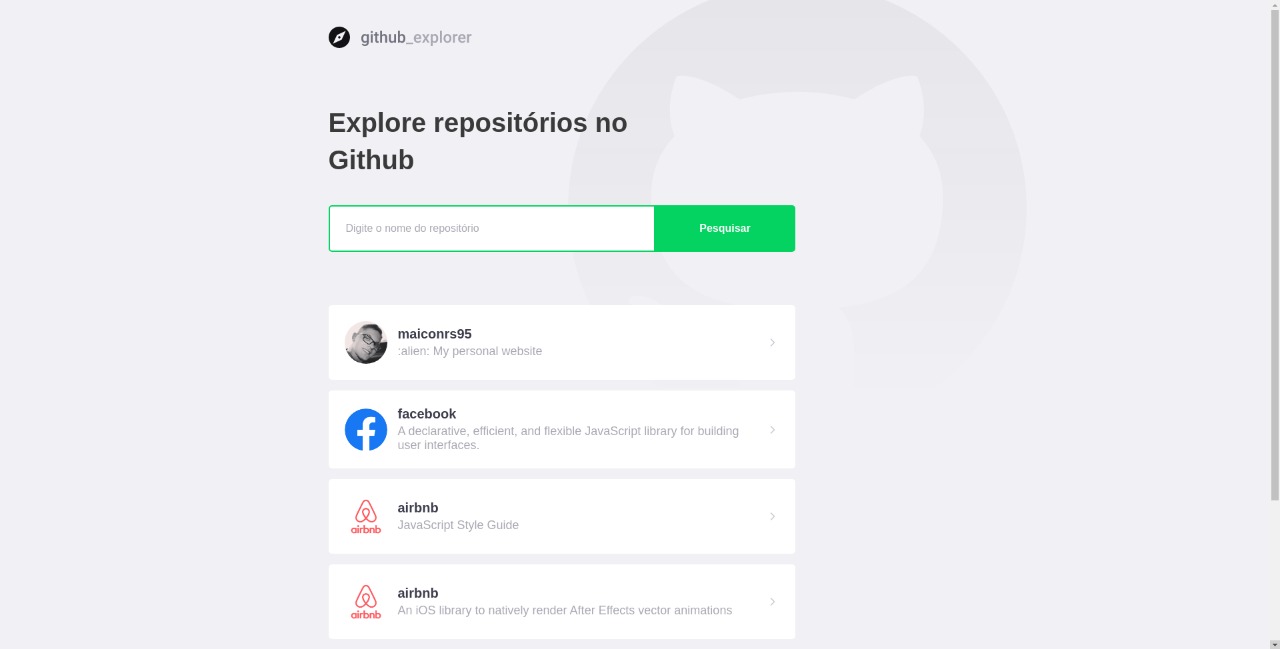 github_explorer
Explore repositórios no
Github
Digite o nome do repositório
Pesquisar
maiconrs95
:alien: My personal website
facebook
A declarative, efficient, and flexible JavaScript library for building
user interfaces.
airbnb
airbnb
JavaScript Style Guide
airbnb
airbnb
An iOS library to natively render After Effects vector animations